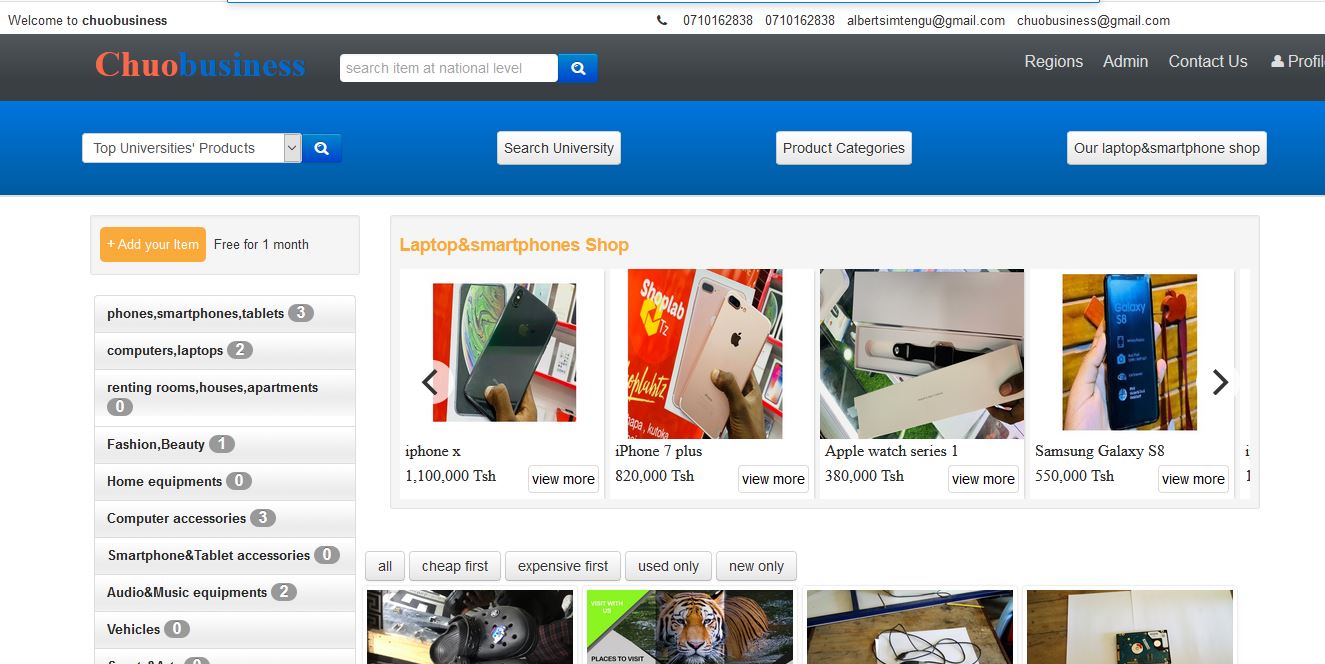 Welcome to chuobusiness
0710162838 0710162838 albertsimtengu@gmail.com chuobusiness@gmail.com
Chuobusiness
search item at national level
Regions Admin Contact Us Profil
Top Universities' Products
Search University
Product Categories
Our laptop&smartphone shop
+ Add your Item Free for 1 month
phones,smartphones,tablets 3
computers,laptops 2
renting rooms,houses,apartments
0
Fashion,Beauty 1
Home equipments 0
Computer accessories 3
Smartphone&Tablet accessories 0
Audio&Music equipments 2
Vehicles 0
Laptop&smartphones Shop
Shoplab
Tz
Galaxy
S8
iphone x
1,100,000 Tsh
view more
iPhone 7 plus
820,000 Tsh
view more
Apple watch series 1
380,000 Tsh
view more
Samsung Galaxy S8
550,000 Tsh
view more
all
cheap first
expensive first
used only
new only
VISIT WITH
US
PLACES TO VISIT